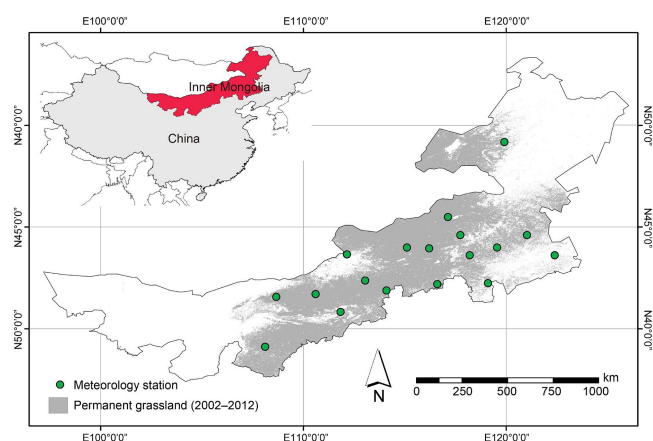 E100°0'0" E110°0'0" E120°0'0"
Inner Mongolia
China
N40°0'0"
N45°0'0"
N50°0'0"
N50°0'0"
N45°0'0"
N40°0'0"
Meteorology station
Permanent grassland (2002–2012)
N
km
0 250 500 750 1000
E100°0'0" E110°0'0" E120°0'0"